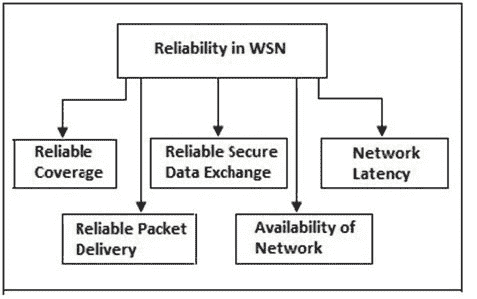 Reliability in WSN
Reliable
Coverage
Reliable Secure
Data Exchange
Network
Latency
Reliable Packet
Delivery
Availability of
Network